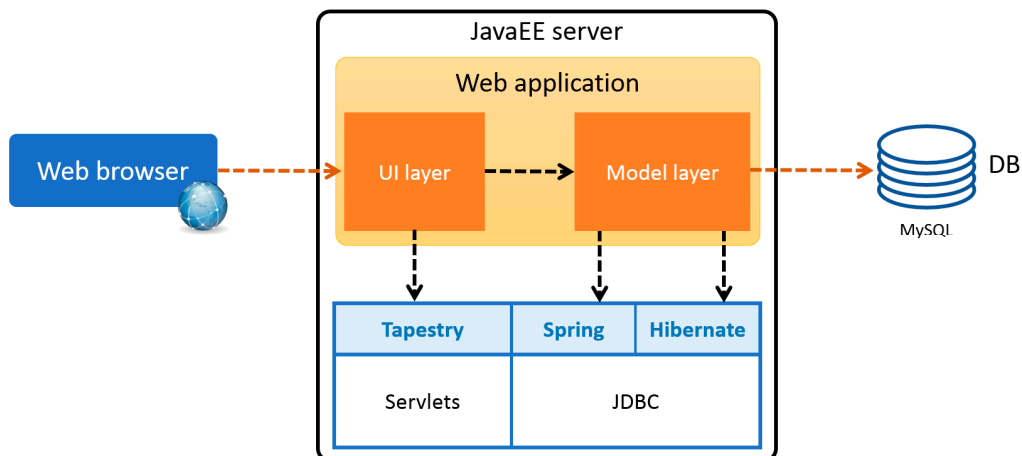 JavaEE server
Web application
Web browser
UI layer
Model layer
DB
MySQL
Tapestry
Spring
Hibernate
Servlets
JDBC